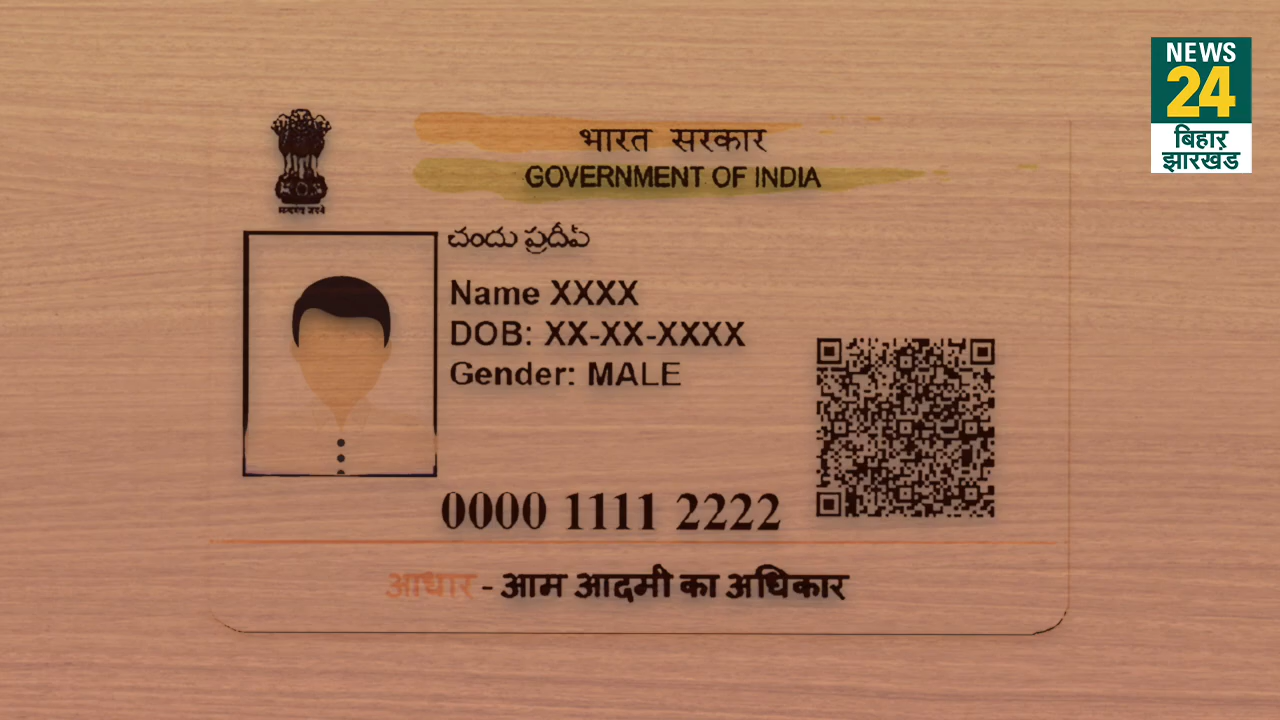 NEWS
24
बिहार
झारखंड
भारत सरकार
GOVERNMENT OF INDIA
చందు ప్రదీప్
Name XXXX
DOB: XX-XX-XXXX
Gender: MALE
0000 1111 2222
आधार - आम आदमी का अधिकार